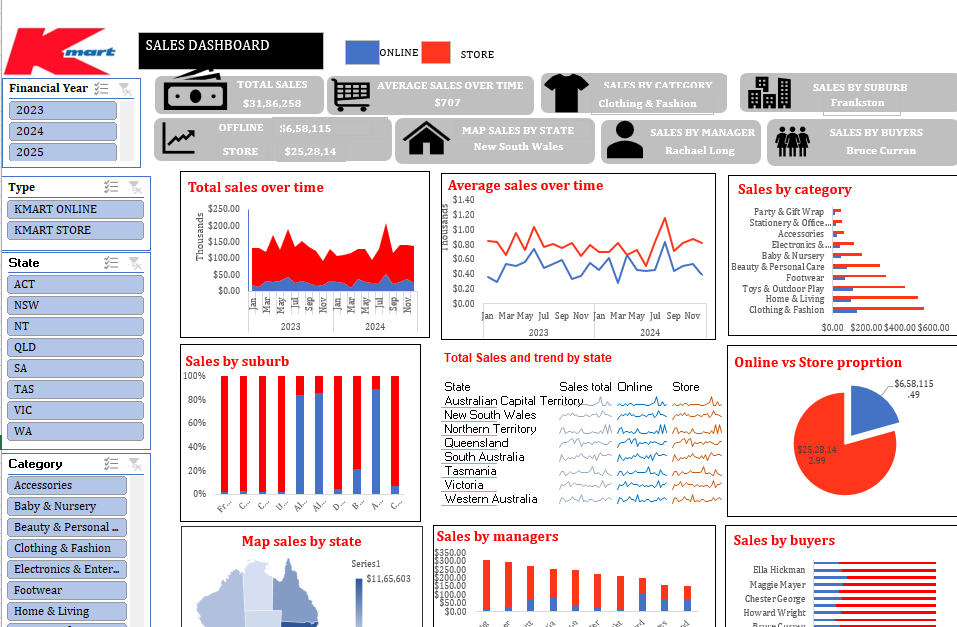 Kmart
SALES DASHBOARD
ONLINE
STORE
Financial Year
2023
2024
2025
TOTAL SALES
$31,86,258
AVERAGE SALES OVER TIME
$707
SALES BY CATEGORY
Clothing & Fashion
SALES BY SUBURB
Frankston
OFFLINE $6,58,115
STORE $25,28,14
MAP SALES BY STATE
New South Wales
SALES BY MANAGER
Rachael Long
SALES BY BUYERS
Bruce Curran
Type
KMART ONLINE
KMART STORE
State
ACT
NSW
NT
QLD
SA
TAS
VIC
WA
Category
Accessories
Baby & Nursery
Beauty & Personal ...
Clothing & Fashion
Electronics & Enter...
Footwear
Home & Living
Total sales over time
Thousands
$250.00
$200.00
$150.00
$100.00
$50.00
$0.00
Jan Mar May Jul Sep Nov Jan Mar May Jul Sep Nov
2023 2024
Average sales over time
Thousands
$1.40
$1.20
$1.00
$0.80
$0.60
$0.40
$0.20
$0.00
Jan Mar May Jul Sep Nov Jan Mar May Jul Sep Nov
2023 2024
Sales by category
Party & Gift Wrap
Stationery & Office...
Accessories
Electronics &...
Baby & Nursery
Beauty & Personal Care
Footwear
Toys & Outdoor Play
Home & Living
Clothing & Fashion
$0.00 $200.00 $400.00 $600.00
Sales by suburb
100%
80%
60%
40%
20%
0%
Fr... C... C... U... Al... Al... D... B... A... C...
Total Sales and trend by state
State Sales total Online Store
Australian Capital Territory
New South Wales
Northern Territory
Queensland
South Australia
Tasmania
Victoria
Western Australia
Online vs Store proprtion
$6,58,115
.49
$25,28,14
2.99
Map sales by state
Series1
$11,65,603
Sales by managers
$350.00
$300.00
$250.00
$200.00
$150.00
$100.00
$50.00
$0.00
Sales by buyers
Ella Hickman
Maggie Mayer
Chester George
Howard Wright
Bruce Curran